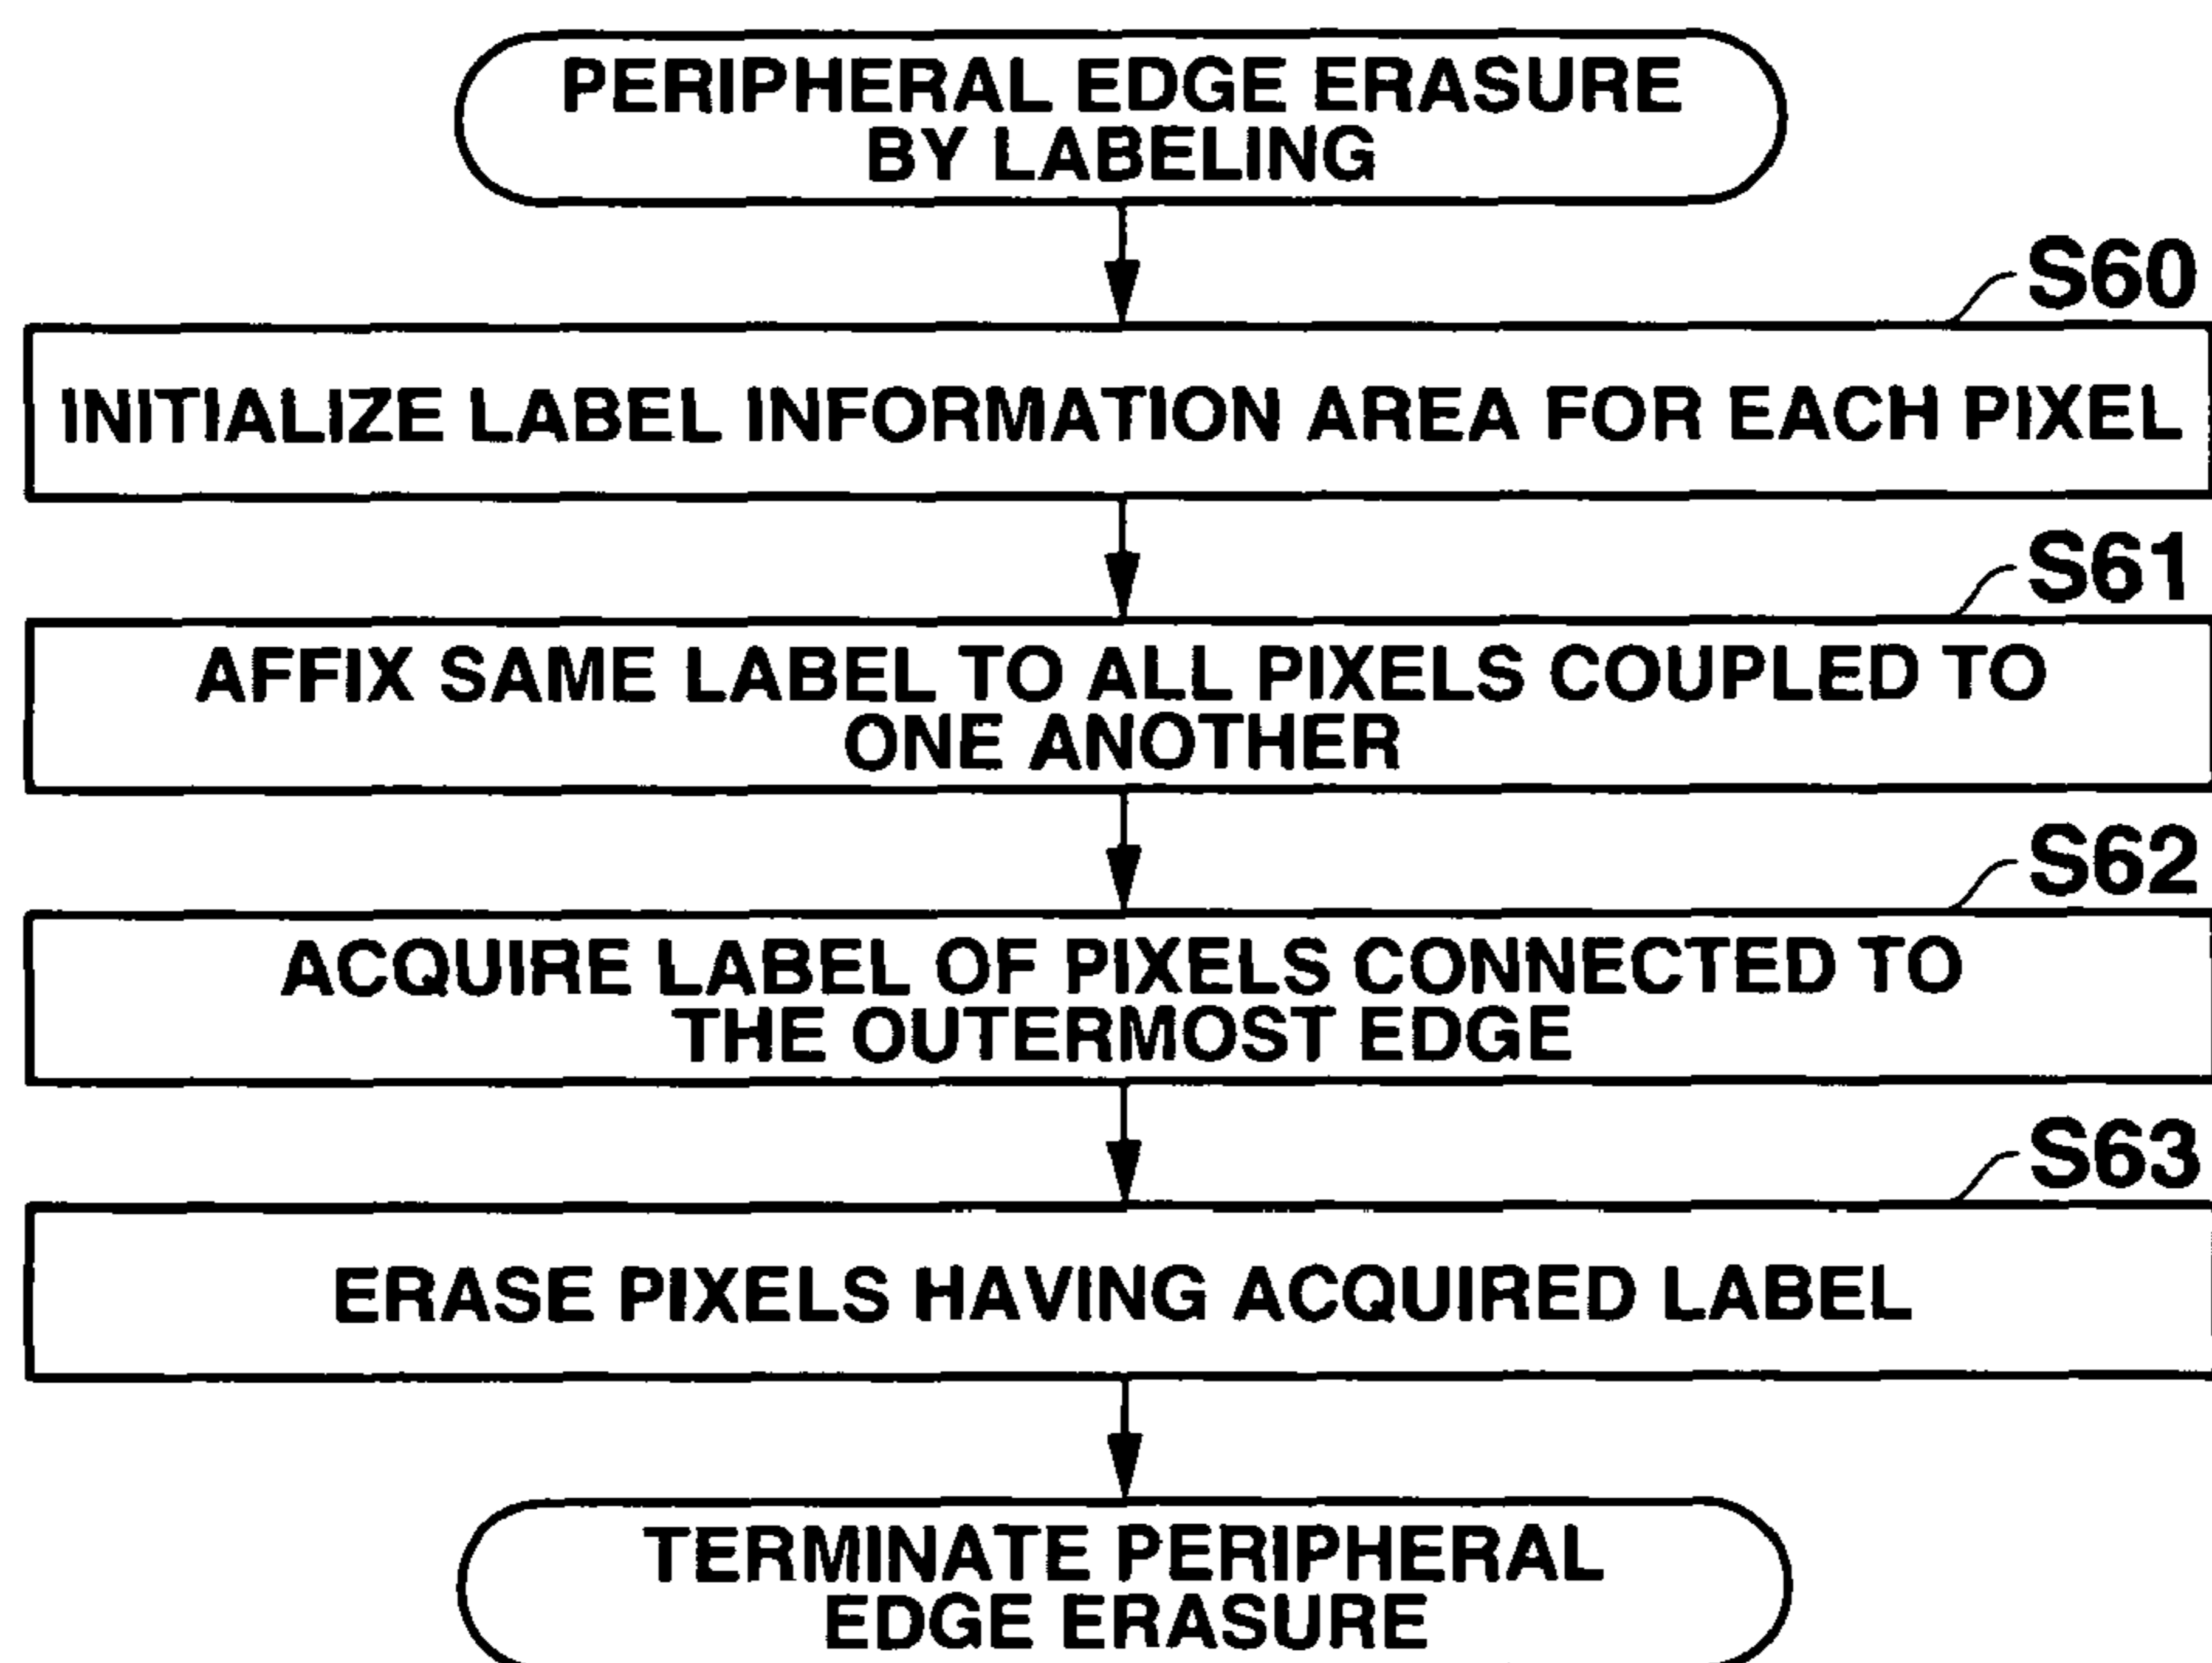 PERIPHERAL EDGE ERASURE
BY LABELING
S60
INITIALIZE LABEL INFORMATION AREA FOR EACH PIXEL
S61
AFFIX SAME LABEL TO ALL PIXELS COUPLED TO
ONE ANOTHER
S62
ACQUIRE LABEL OF PIXELS CONNECTED TO
THE OUTERMOST EDGE
S63
ERASE PIXELS HAVING ACQUIRED LABEL
TERMINATE PERIPHERAL
EDGE ERASURE